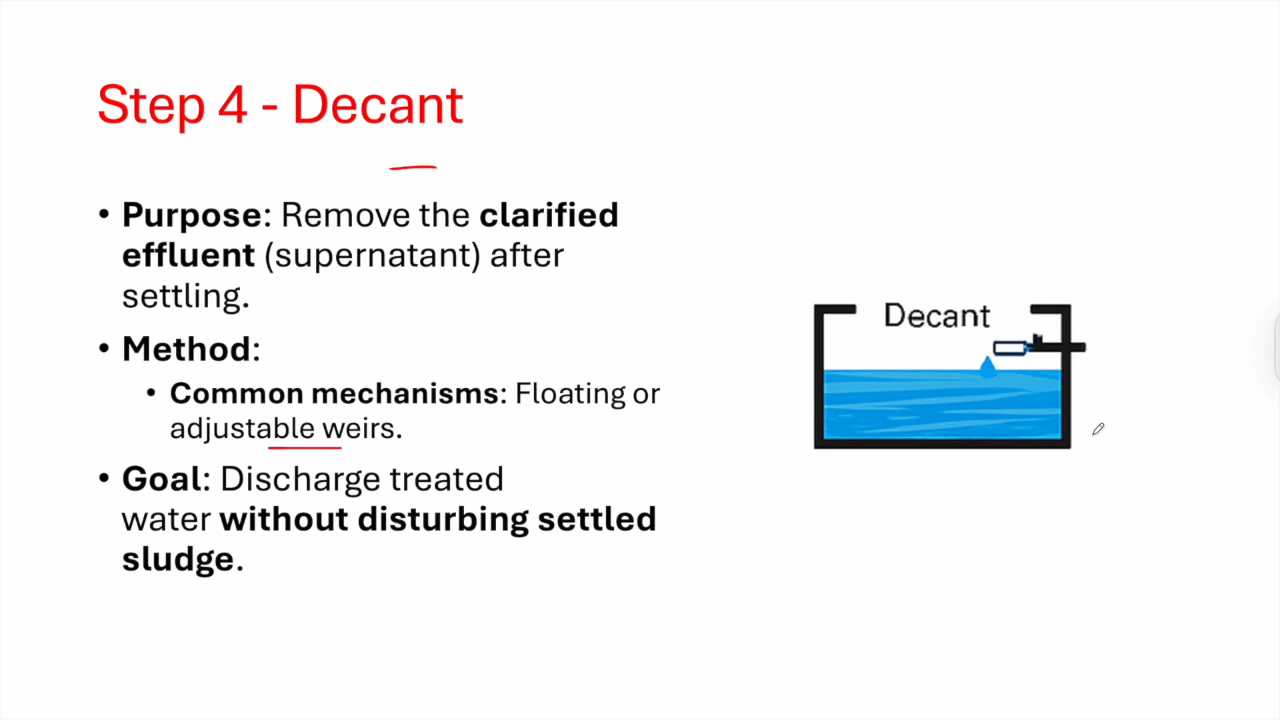 Step 4 - Decant
• Purpose: Remove the clarified
effluent (supernatant) after
settling.
• Method:
• Common mechanisms: Floating or
adjustable weirs.
• Goal: Discharge treated
water without disturbing settled
sludge.
Decant